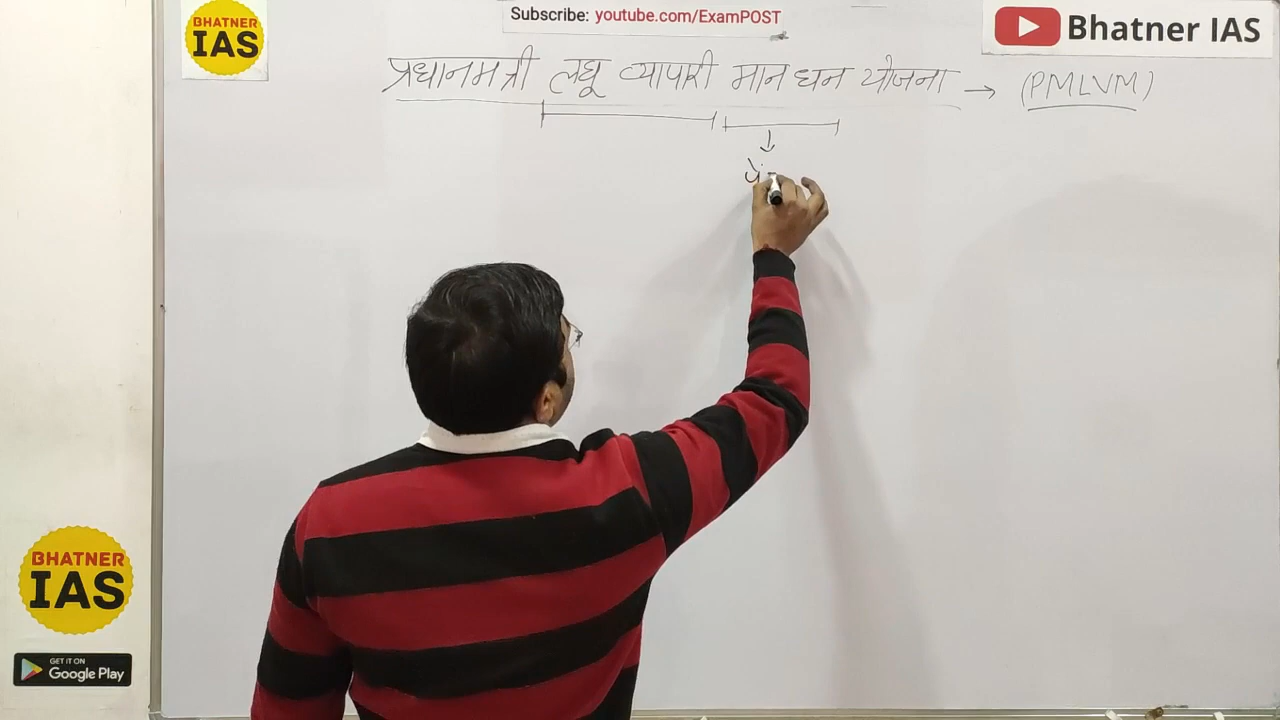 BHATNER
IAS
Subscribe: youtube.com/ExamPOST
Bhatner IAS
प्रधानमंत्री लघु व्यापारी मान धन योजना → (PMLVM)
↓
पें
BHATNER
IAS
GET IT ON
Google Play